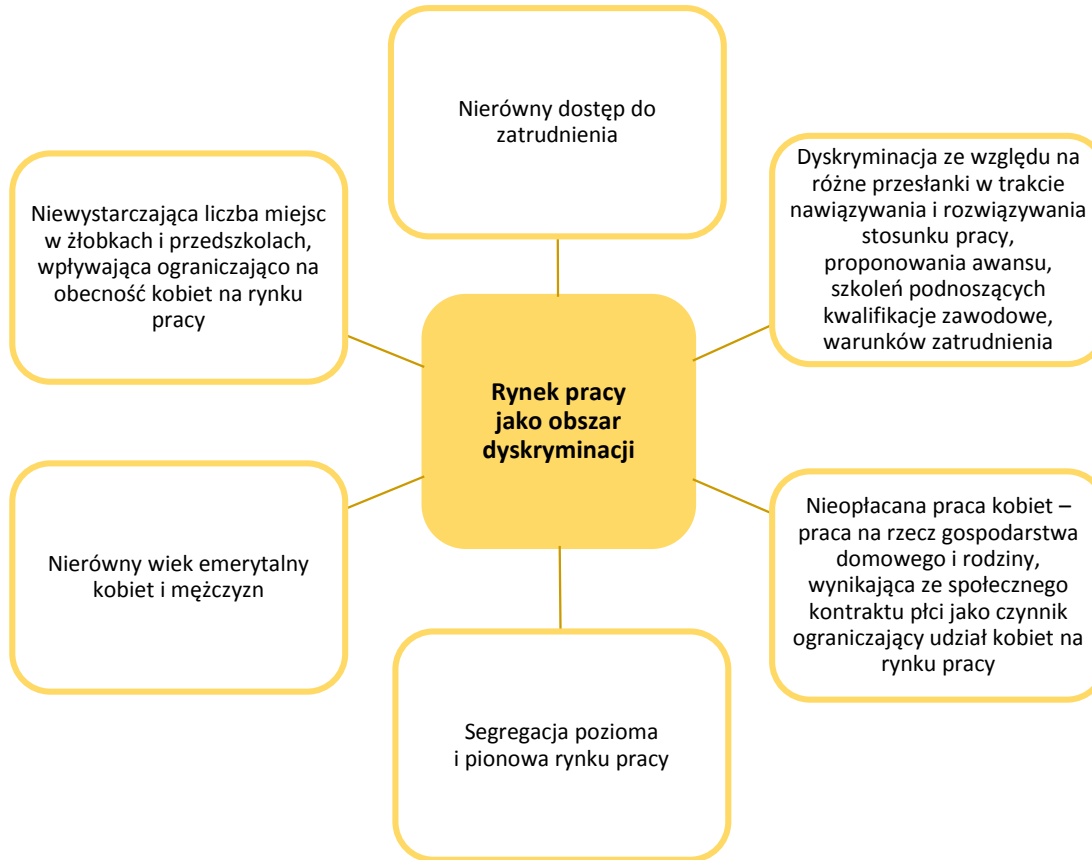 Nierówny dostęp do
zatrudnienia
Dyskryminacja ze względu na
różne przesłanki w trakcie
nawiązywania i rozwiązywania
stosunku pracy,
proponowania awansu,
szkoleń podnoszących
kwalifikacje zawodowe,
warunków zatrudnienia
Nieopłacana praca kobiet –
praca na rzecz gospodarstwa
domowego i rodziny,
wynikająca ze społecznego
kontraktu płci jako czynnik
ograniczający udział kobiet na
rynku pracy
Segregacja pozioma
i pionowa rynku pracy
Nierówny wiek emerytalny
kobiet i mężczyzn
Niewystarczająca liczba miejsc
w żłobkach i przedszkolach,
wpływająca ograniczająco na
obecność kobiet na rynku
pracy
Rynek pracy
jako obszar
dyskryminacji